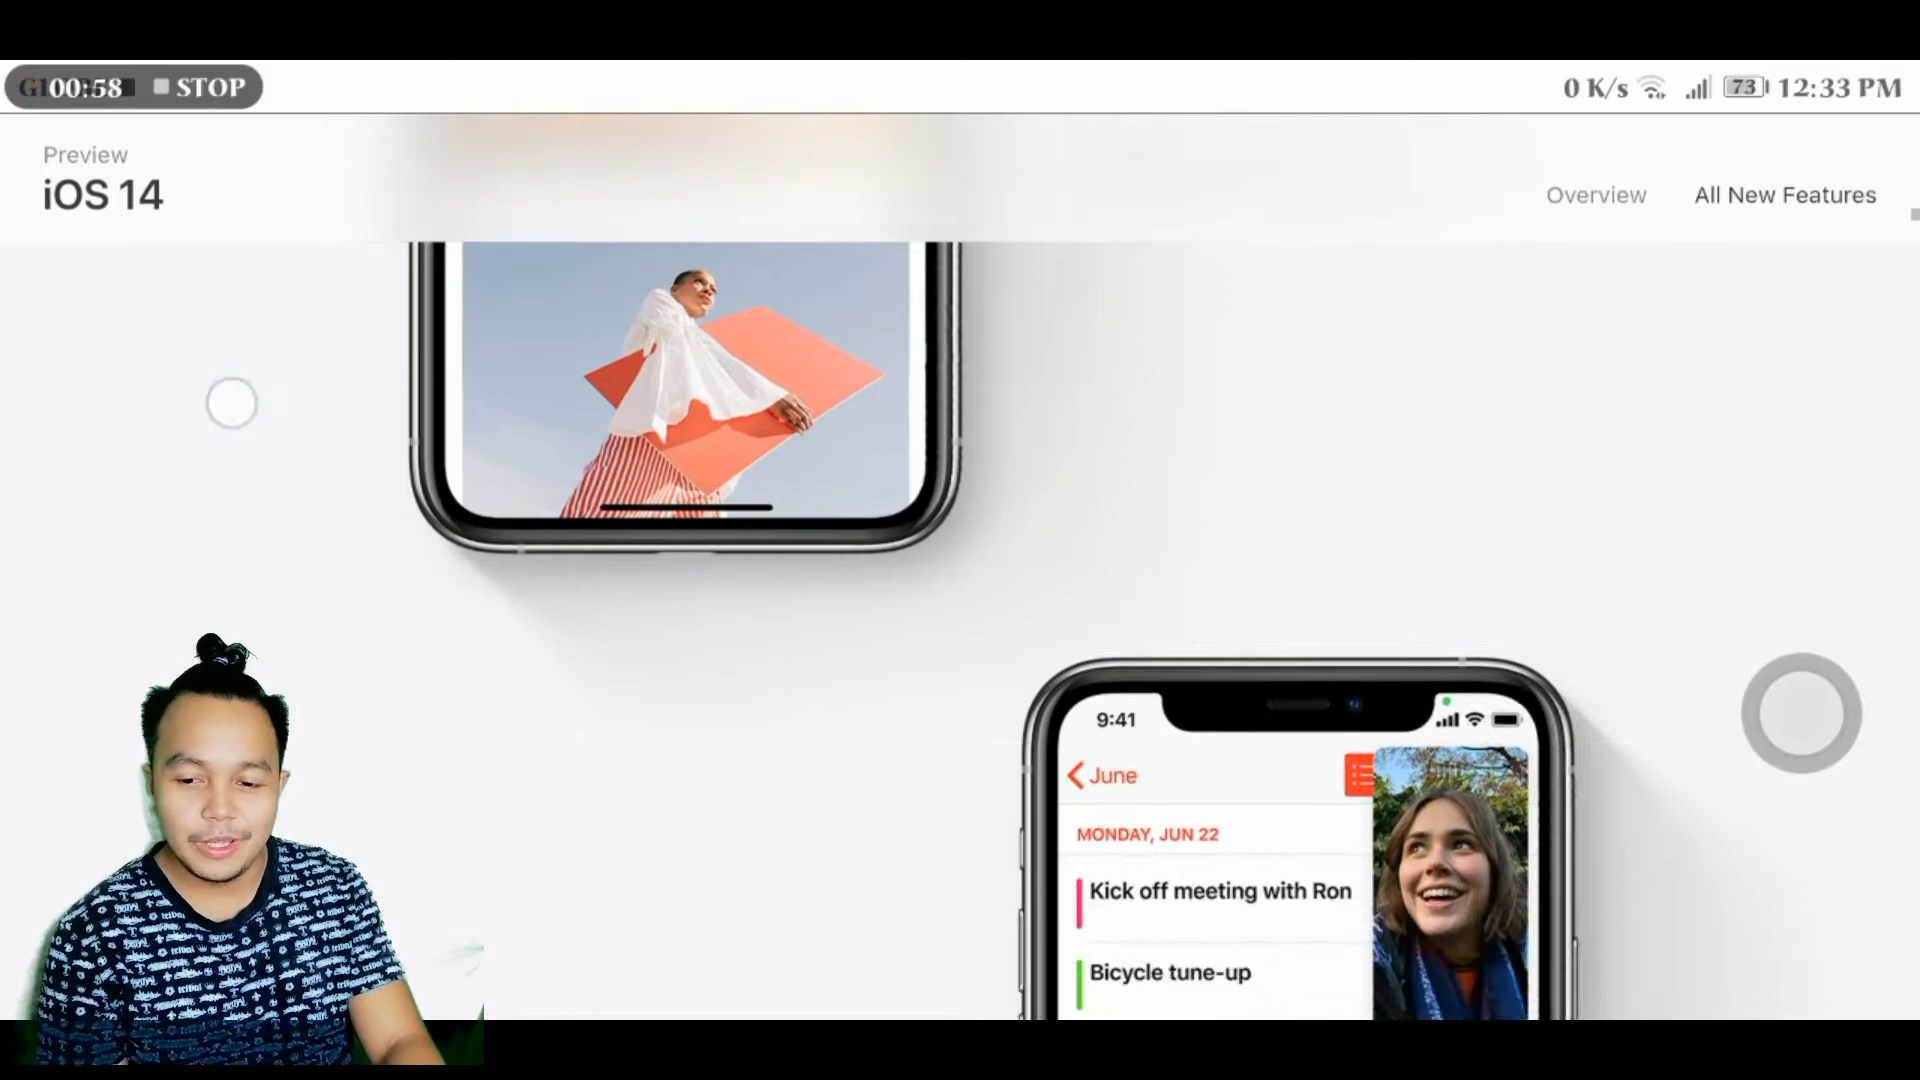 00:58 STOP
0 K/s 73 12:33 PM
Preview
iOS 14
Overview All New Features
9:41
June
MONDAY, JUN 22
Kick off meeting with Ron
Bicycle tune-up